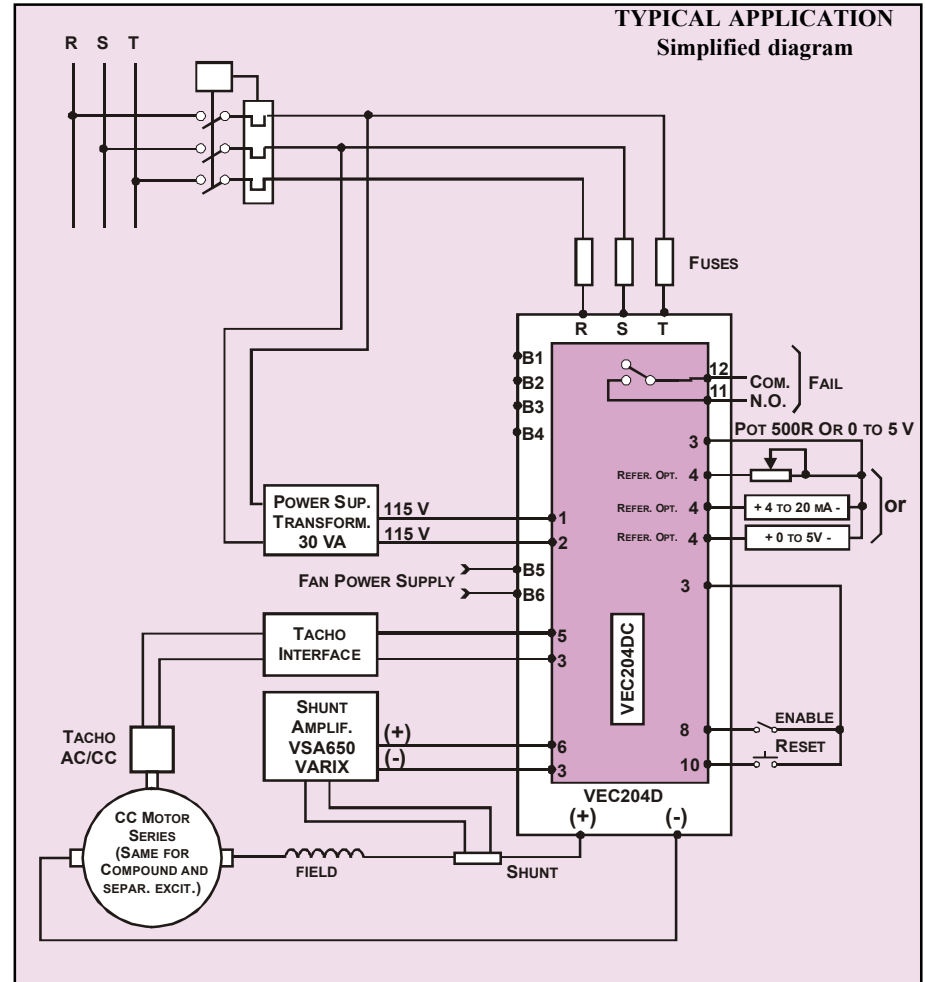 TYPICAL APPLICATION
Simplified diagram
R S T
FUSES
R S T
B1
B2
B3
B4
12
COM.
FAIL
11
N.O.
POT 500R OR 0 TO 5 V
3
REFER. OPT. 4
REFER. OPT. 4
+ 4 TO 20 MA -
or
REFER. OPT. 4
+ 0 TO 5V -
POWER SUP.
TRANSFORM.
30 VA
115 V
115 V
1
2
FAN POWER SUPPLY
B5
B6
3
TACHO
INTERFACE
5
3
VEC204DC
SHUNT
AMPLIF.
VSA650
VARIX
(+)
(-)
6
3
8
ENABLE
RESET
10
TACHO
AC/CC
VEC204D
(+) (-)
CC MOTOR
SERIES
(SAME FOR
COMPOUND AND
SEPAR. EXCIT.)
FIELD
SHUNT